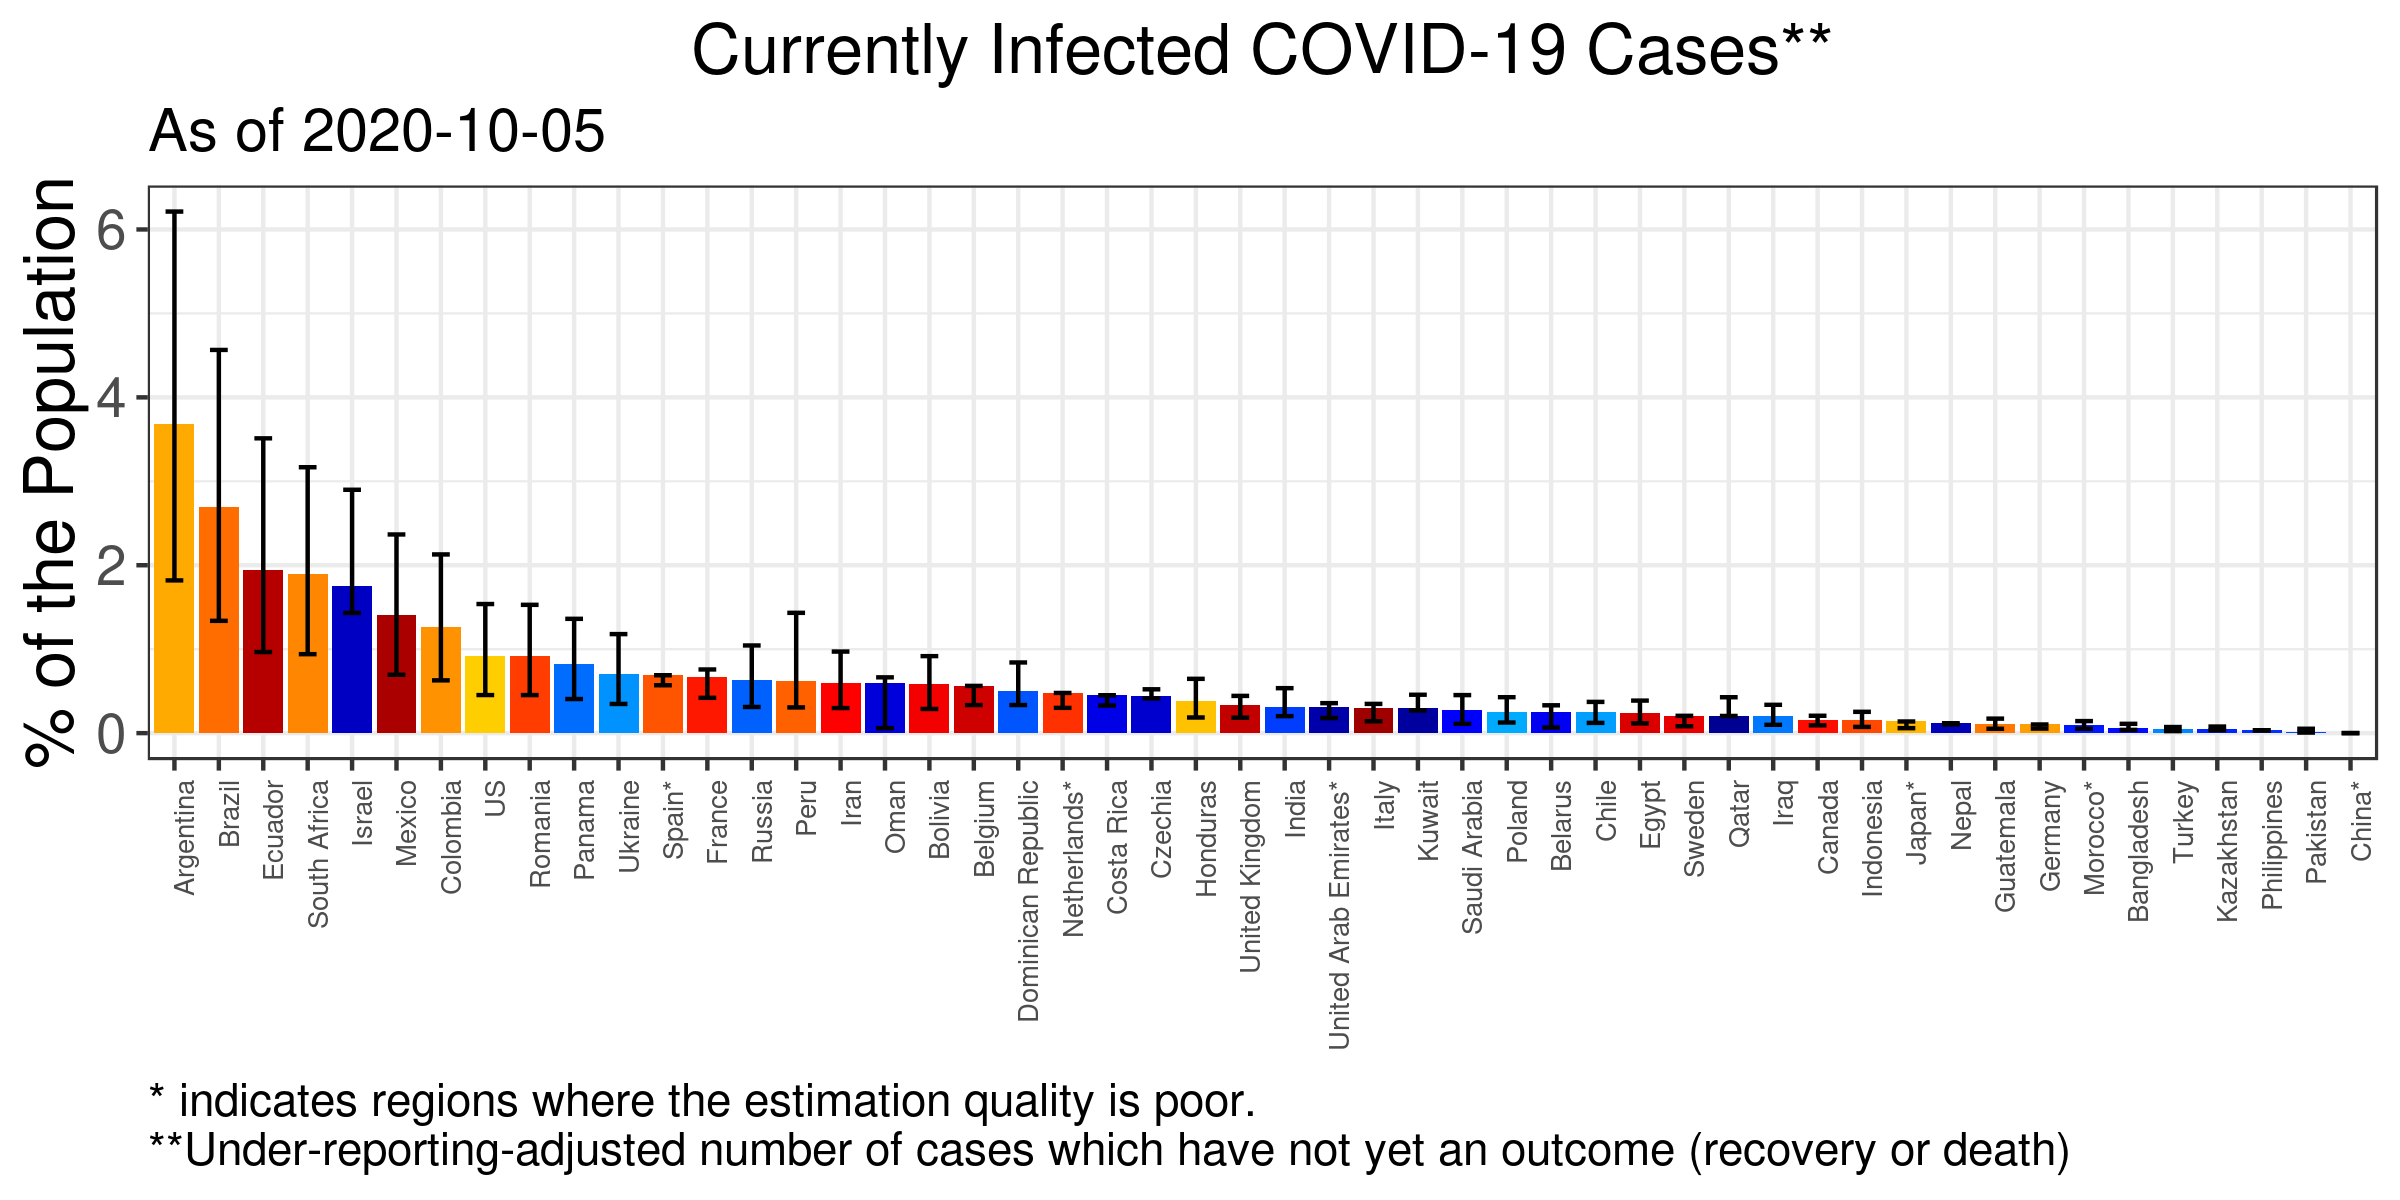 Currently Infected COVID-19 Cases**
As of 2020-10-05
% of the Population
6
4
2
0
Argentina
Brazil
Ecuador
South Africa
Israel
Mexico
Colombia
US
Romania
Panama
Ukraine
Spain*
France
Russia
Peru
Iran
Oman
Bolivia
Belgium
Dominican Republic
Netherlands*
Costa Rica
Czechia
Honduras
United Kingdom
India
United Arab Emirates*
Italy
Kuwait
Saudi Arabia
Poland
Belarus
Chile
Egypt
Sweden
Qatar
Iraq
Canada
Indonesia
Japan*
Nepal
Guatemala
Germany
Morocco*
Bangladesh
Turkey
Kazakhstan
Philippines
Pakistan
China*
* indicates regions where the estimation quality is poor.
**Under-reporting-adjusted number of cases which have not yet an outcome (recovery or death)